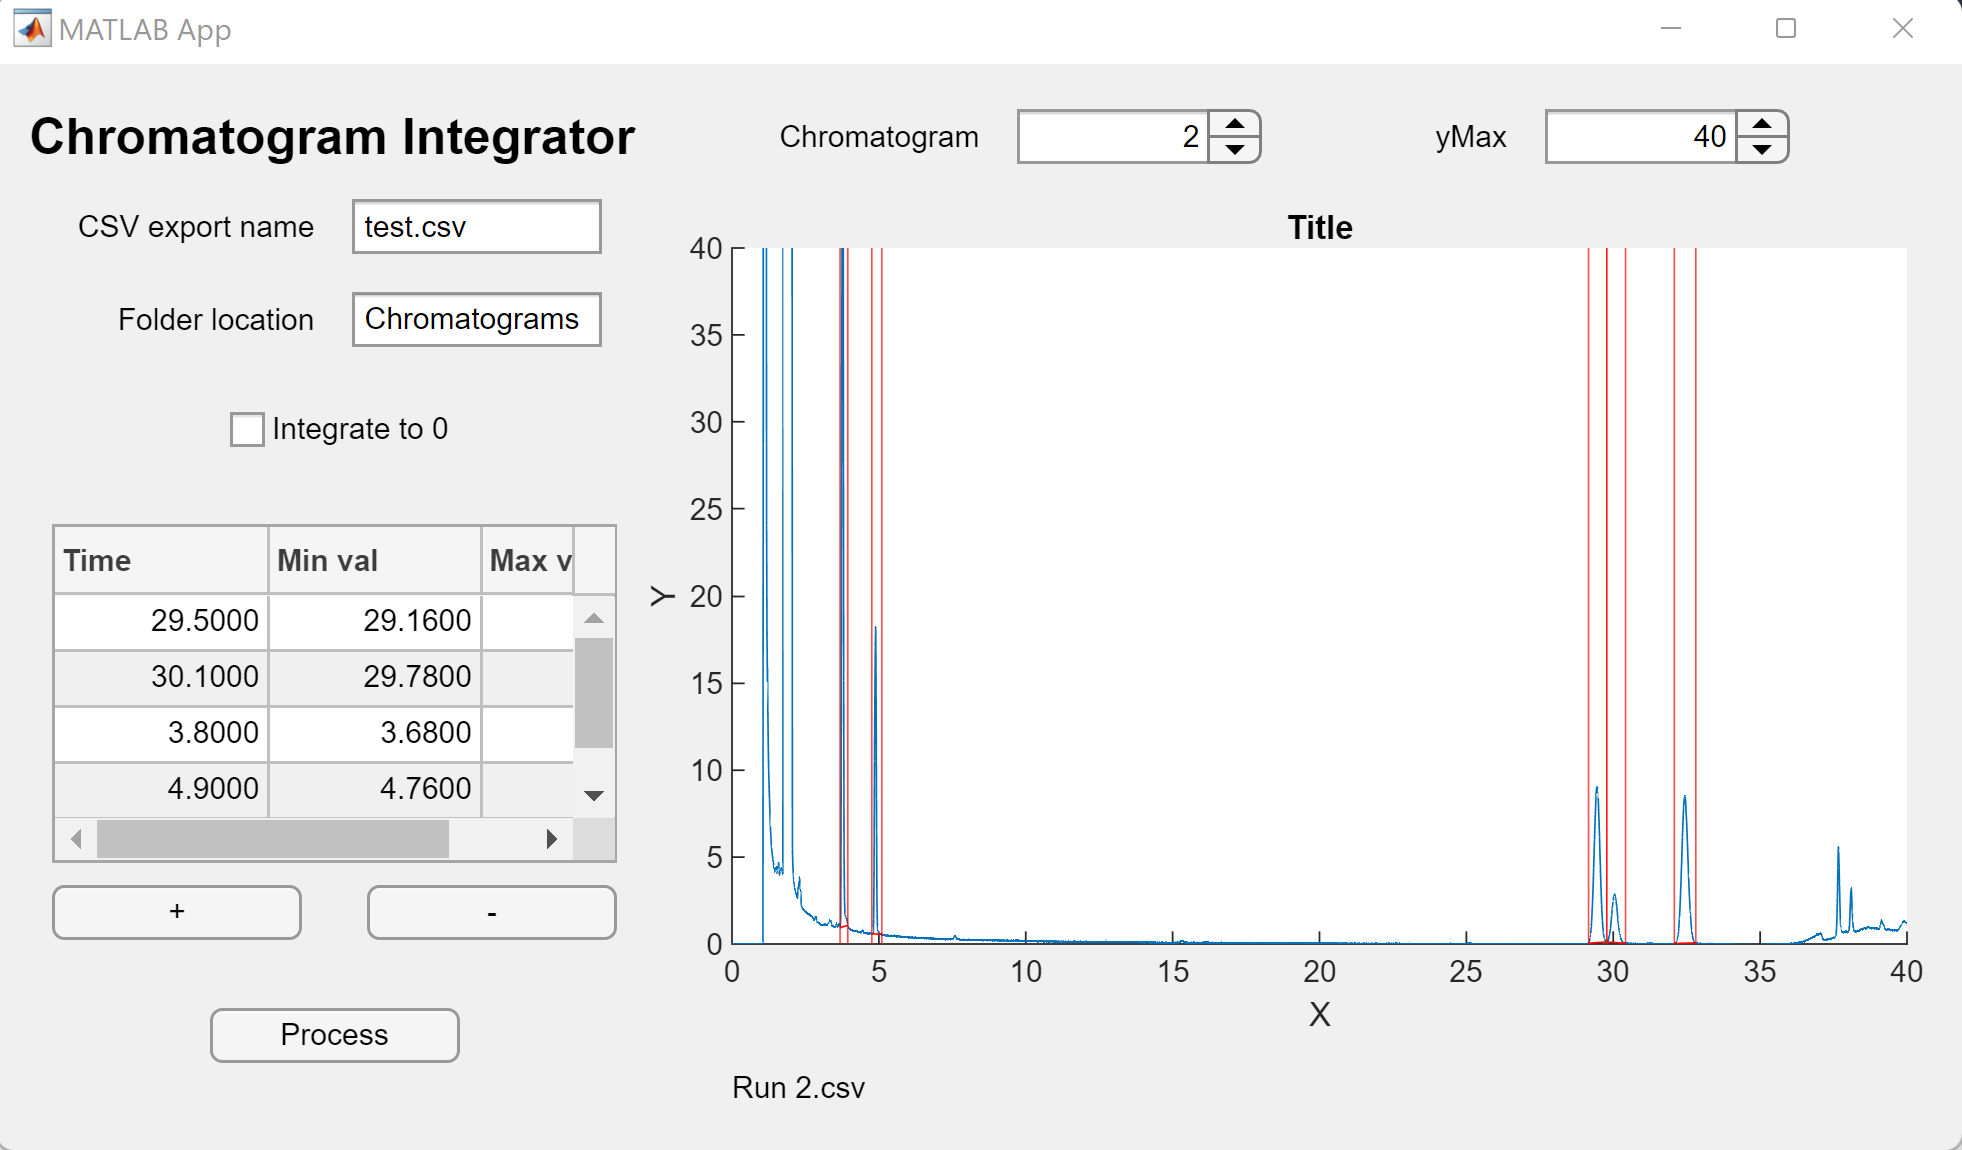 MATLAB App
Chromatogram Integrator
Chromatogram 2
yMax 40
CSV export name test.csv
Folder location Chromatograms
Integrate to 0
Time Min val Max v
29.5000 29.1600
30.1000 29.7800
3.8000 3.6800
4.9000 4.7600
+ -
Process
Title
40
35
30
25
20
15
10
5
0
Y
0 5 10 15 20 25 30 35 40
X
Run 2.csv